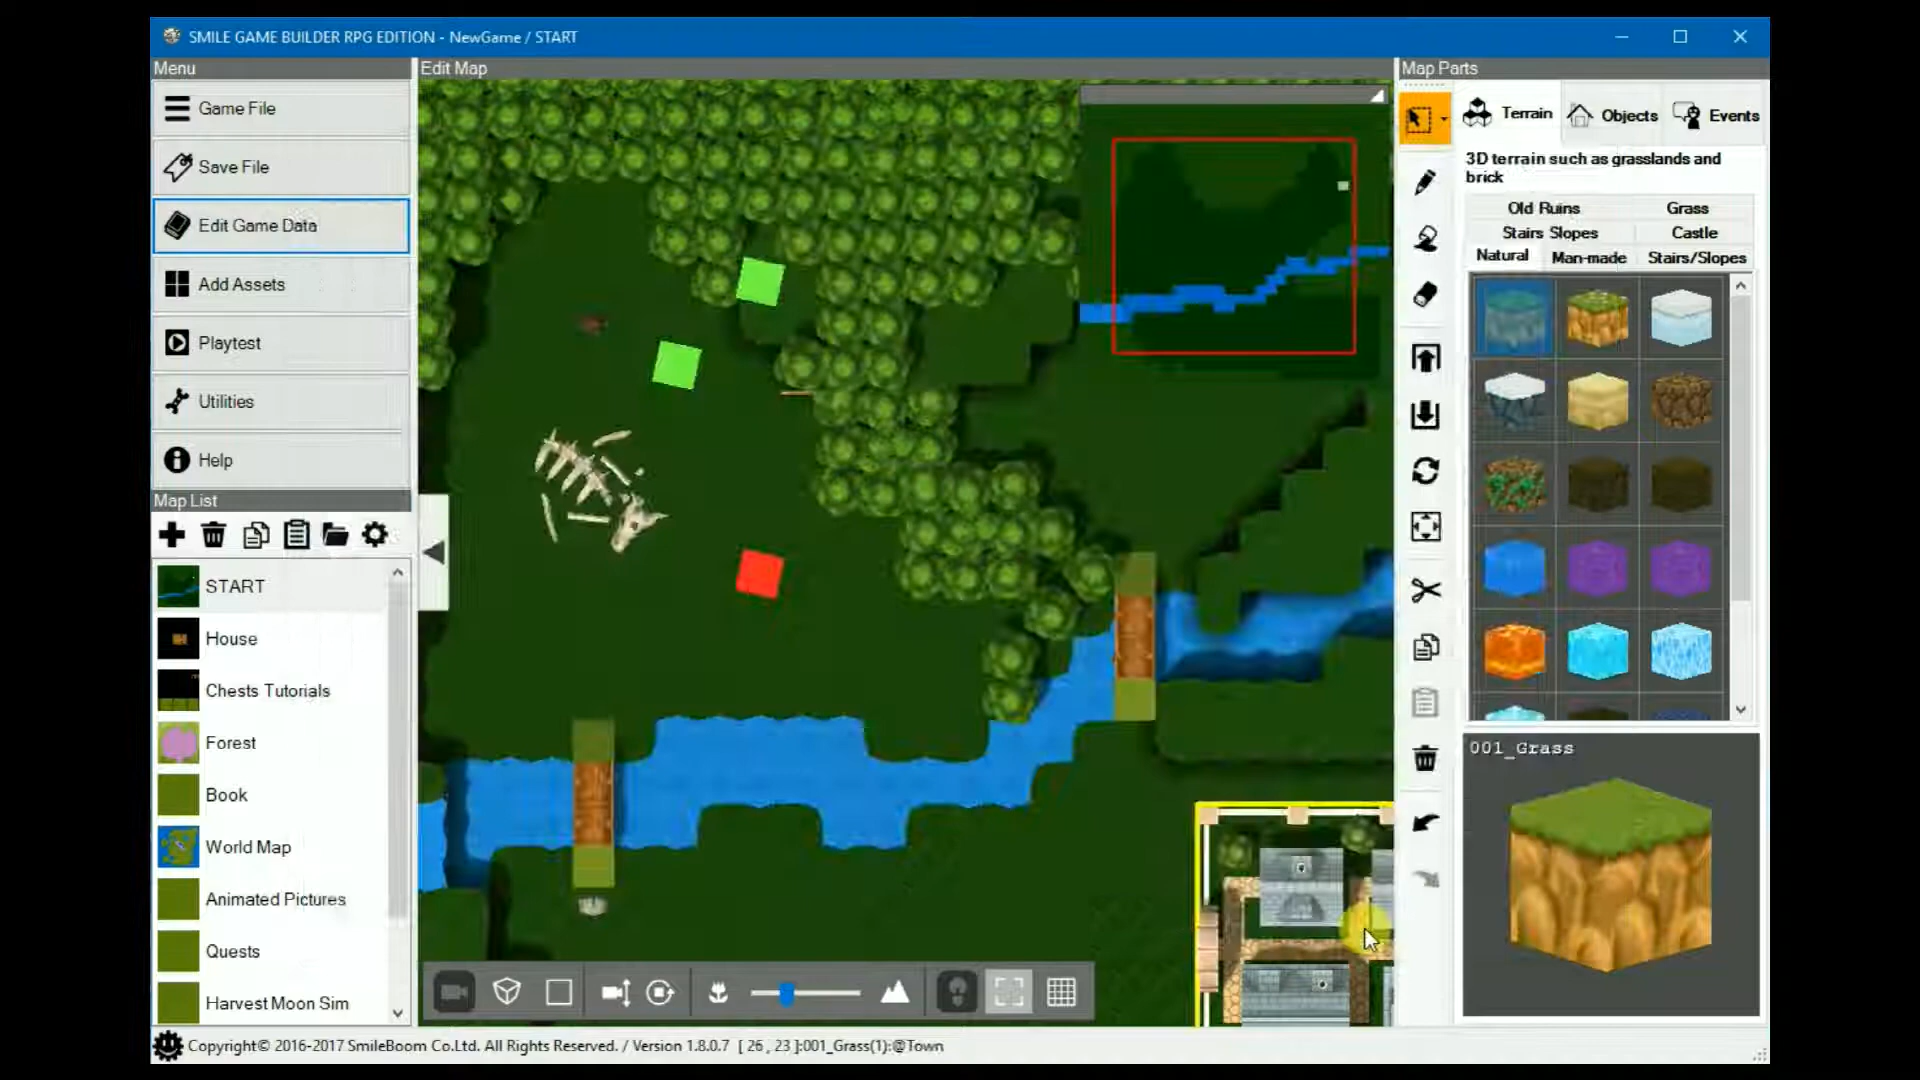 SMILE GAME BUILDER RPG EDITION - NewGame / START
Menu
Game File
Save File
Edit Game Data
Add Assets
Playtest
Utilities
Help
Map List
START
House
Chests Tutorials
Forest
Book
World Map
Animated Pictures
Quests
Harvest Moon Sim
Edit Map
Map Parts
Terrain
Objects
Events
3D terrain such as grasslands and
brick
Old Ruins
Grass
Stairs Slopes
Castle
Natural
Man-made
Stairs/Slopes
001_Grass
Copyright© 2016-2017 SmileBoom Co.Ltd. All Rights Reserved. / Version 1.8.0.7 [ 26 , 23 ]:001_Grass(1):@Town